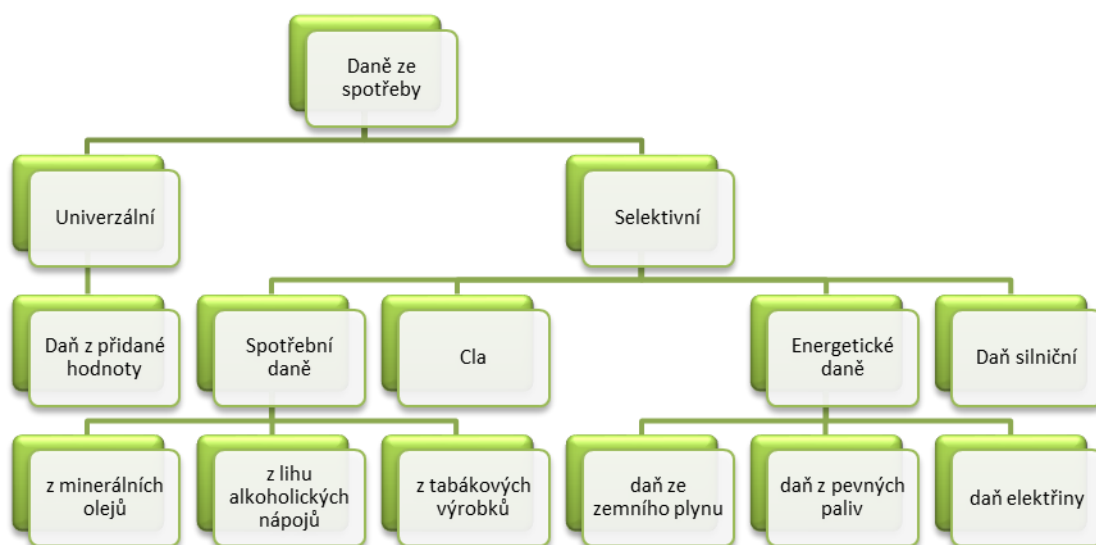 Daně ze
spotřeby
Univerzální
Selektivní
Daň z přidané
hodnoty
Spotřební
daně
Cla
Energetické
daně
Daň silniční
z minerálních
olejů
z lihu
alkoholických
nápojů
z tabákových
výrobků
daň ze
zemního plynu
daň z pevných
paliv
daň elektřiny